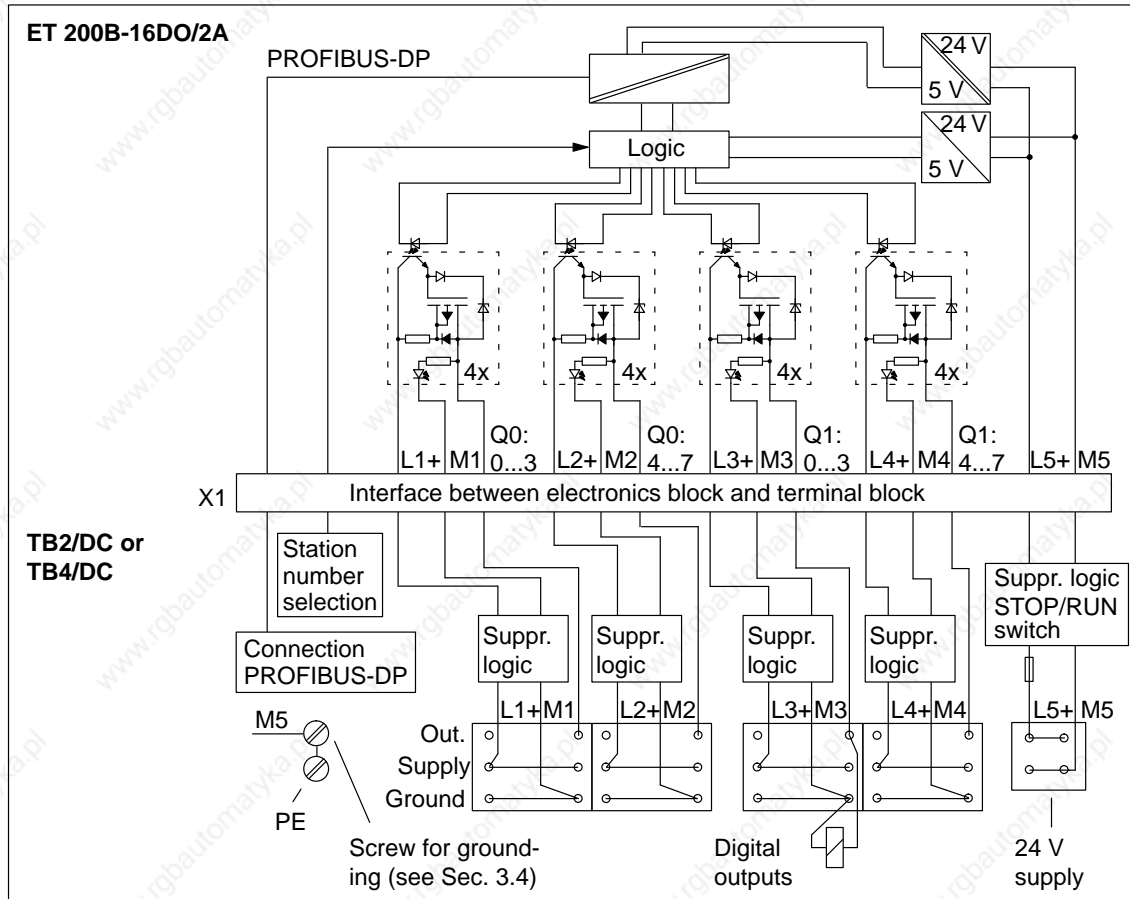 ET 200B-16DO/2A
PROFIBUS-DP
24 V
5 V
24 V
5 V
Logic
4x
4x
4x
4x
Q0:
Q0:
Q1:
Q1:
L1+ M1 0...3 L2+ M2 4...7 L3+ M3 0...3 L4+ M4 4...7 L5+ M5
X1
Interface between electronics block and terminal block
TB2/DC or
TB4/DC
Station
number
selection
Suppr. logic
STOP/RUN
switch
Connection
PROFIBUS-DP
Suppr.
logic
Suppr.
logic
Suppr.
logic
Suppr.
logic
M5
L1+ M1 L2+ M2 L3+ M3 L4+ M4 L5+ M5
Out.
Supply
Ground
PE
Screw for ground-
ing (see Sec. 3.4)
Digital
outputs
24 V
supply
www.rgbautomatyka.pl